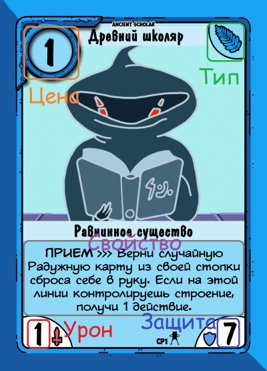 ANCIENT SCHOLAR
1
Древний школяр
Цена
Тип
Равнинное существо
Свойство
ПРИЕМ >>> Верни случайную
Радужную карту из своей стопки
сброса себе в руку. Если на этой
линии контролируешь строение,
получи 1 действие.
1 Урон Защита 7
CP1